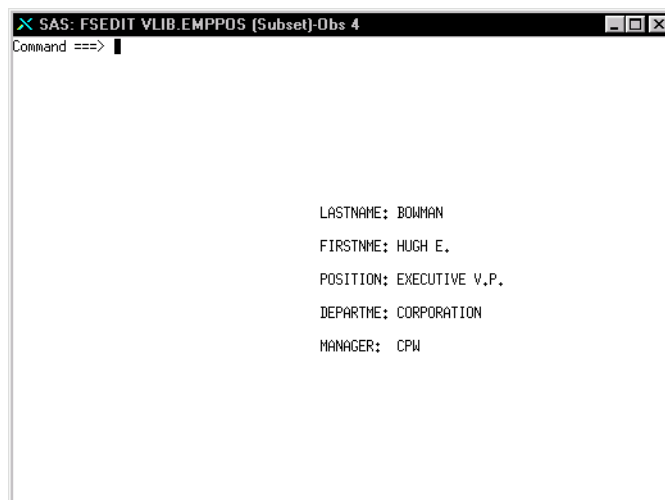 SAS: FSEDIT VLIB.EMPPOS (Subset)-Obs 4
Command ===>
LASTNAME: BOWMAN
FIRSTNME: HUGH E.
POSITION: EXECUTIVE V.P.
DEPARTME: CORPORATION
MANAGER: CPW